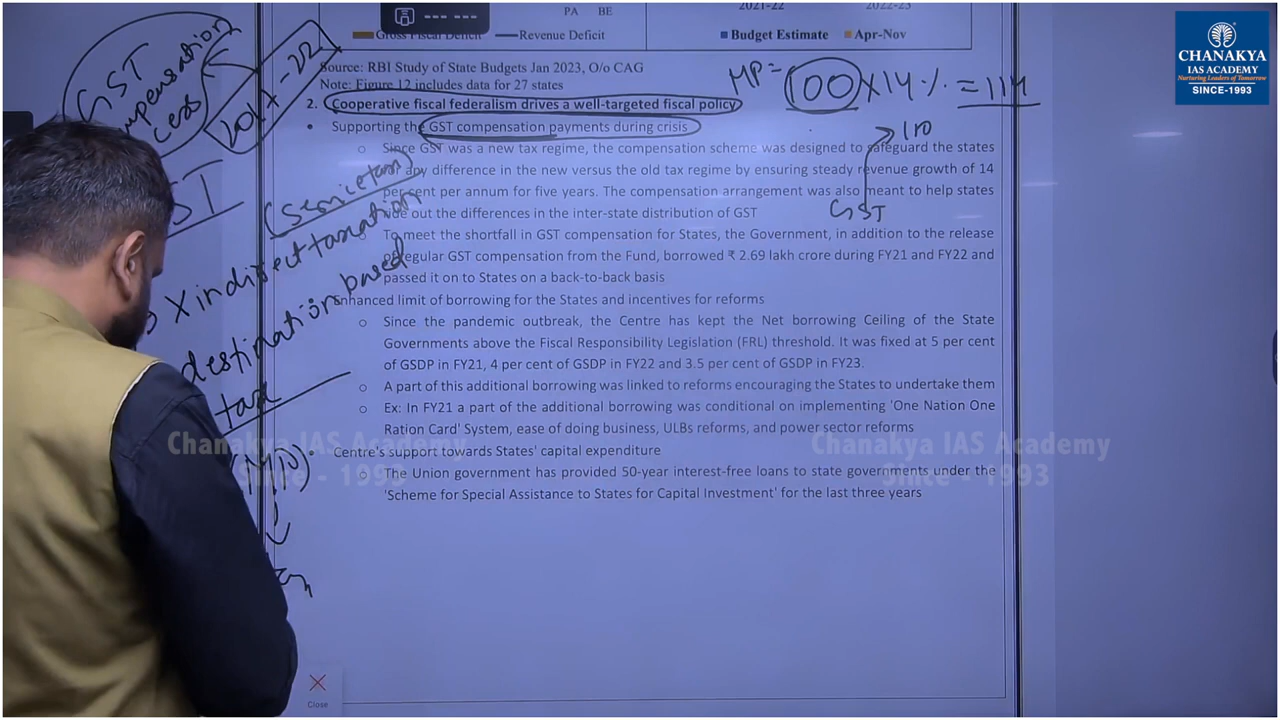 PA BE
2021-22 2022-23
Gross Fiscal Deficit Revenue Deficit
Budget Estimate Apr-Nov
Source: RBI Study of State Budgets Jan 2023, O/o CAG
Note: Figure 12 includes data for 27 states
2. Cooperative fiscal federalism drives a well-targeted fiscal policy
• Supporting the GST compensation payments during crisis
o Since GST was a new tax regime, the compensation scheme was designed to safeguard the states
for any difference in the new versus the old tax regime by ensuring steady revenue growth of 14
per cent per annum for five years. The compensation arrangement was also meant to help states
out the differences in the inter-state distribution of GST
To meet the shortfall in GST compensation for States, the Government, in addition to the release
of regular GST compensation from the Fund, borrowed ₹ 2.69 lakh crore during FY21 and FY22 and
passed it on to States on a back-to-back basis
Enhanced limit of borrowing for the States and incentives for reforms
o Since the pandemic outbreak, the Centre has kept the Net borrowing Ceiling of the State
Governments above the Fiscal Responsibility Legislation (FRL) threshold. It was fixed at 5 per cent
of GSDP in FY21, 4 per cent of GSDP in FY22 and 3.5 per cent of GSDP in FY23.
o A part of this additional borrowing was linked to reforms encouraging the States to undertake them
o Ex: In FY21 a part of the additional borrowing was conditional on implementing 'One Nation One
Ration Card' System, ease of doing business, ULBs reforms, and power sector reforms
• Centre's support towards States' capital expenditure
o The Union government has provided 50-year interest-free loans to state governments under the
'Scheme for Special Assistance to States for Capital Investment' for the last three years
GST
cess
MP = 100 × 14 % = 114
110
GST
(Service tax)
X indirect taxation
destination based
tax
Close
Chanakya IAS Academy
Since - 1993
Chanakya IAS Academy
Since - 1993
CHANAKYA
IAS ACADEMY
Nurturing Leaders of Tomorrow
SINCE-1993